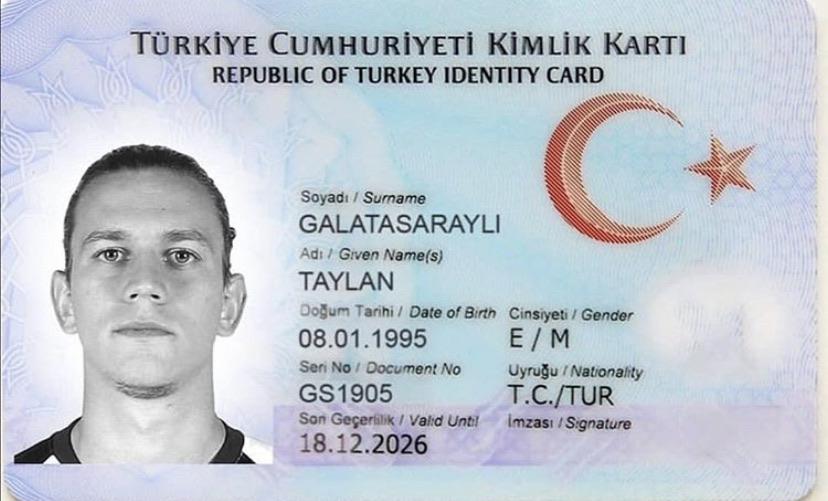 TÜRKİYE CUMHURİYETİ KİMLİK KARTI
REPUBLIC OF TURKEY IDENTITY CARD
Soyadı / Surname
GALATASARAYLI
Adı / Given Name(s)
TAYLAN
Doğum Tarihi / Date of Birth Cinsiyeti / Gender
08.01.1995 E / M
Seri No / Document No Uyruğu / Nationality
GS1905 T.C./TUR
Son Geçerlilik / Valid Until İmzası / Signature
18.12.2026